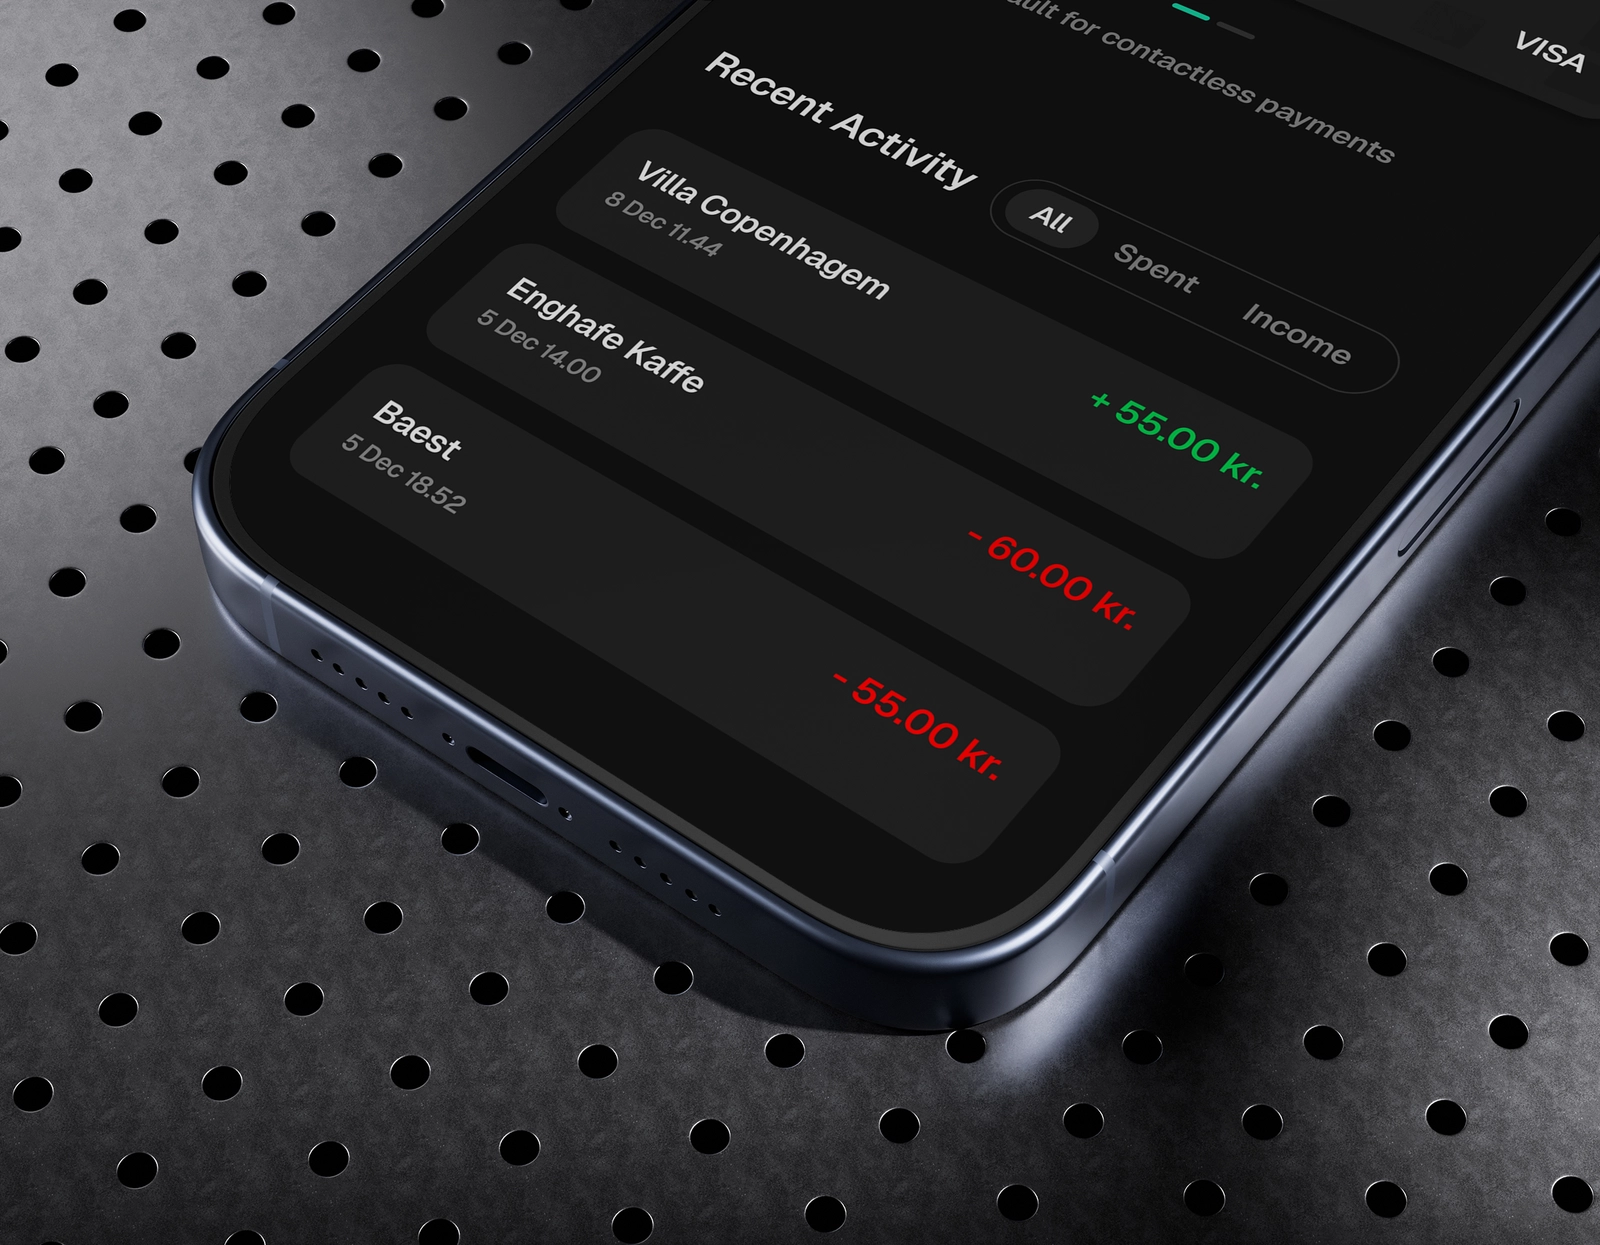 VISA
ault for contactless payments
Recent Activity
All Spent Income
Villa Copenhagem
8 Dec 11.44
+ 55.00 kr.
Enghafe Kaffe
5 Dec 14.00
- 60.00 kr.
Baest
5 Dec 18.52
- 55.00 kr.